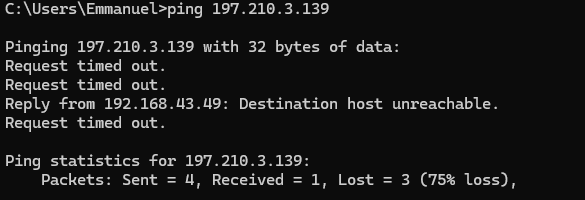 C:\Users\Emmanuel>ping 197.210.3.139
Pinging 197.210.3.139 with 32 bytes of data:
Request timed out.
Request timed out.
Reply from 192.168.43.49: Destination host unreachable.
Request timed out.
Ping statistics for 197.210.3.139:
    Packets: Sent = 4, Received = 1, Lost = 3 (75% loss),